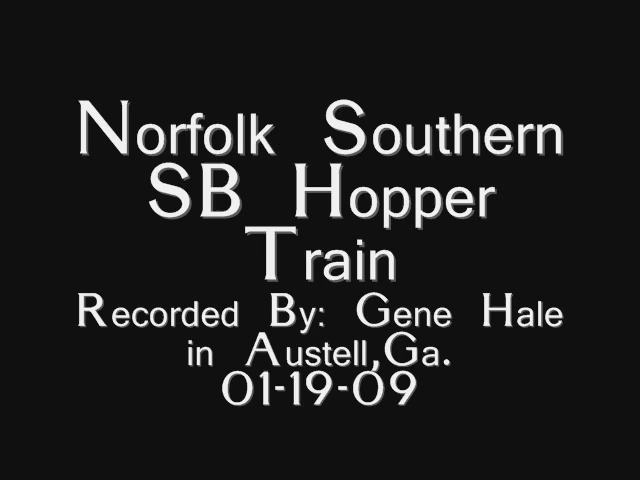 Norfolk Southern
SB Hopper
Train
Recorded By: Gene Hale
in Austell,Ga.
01-19-09